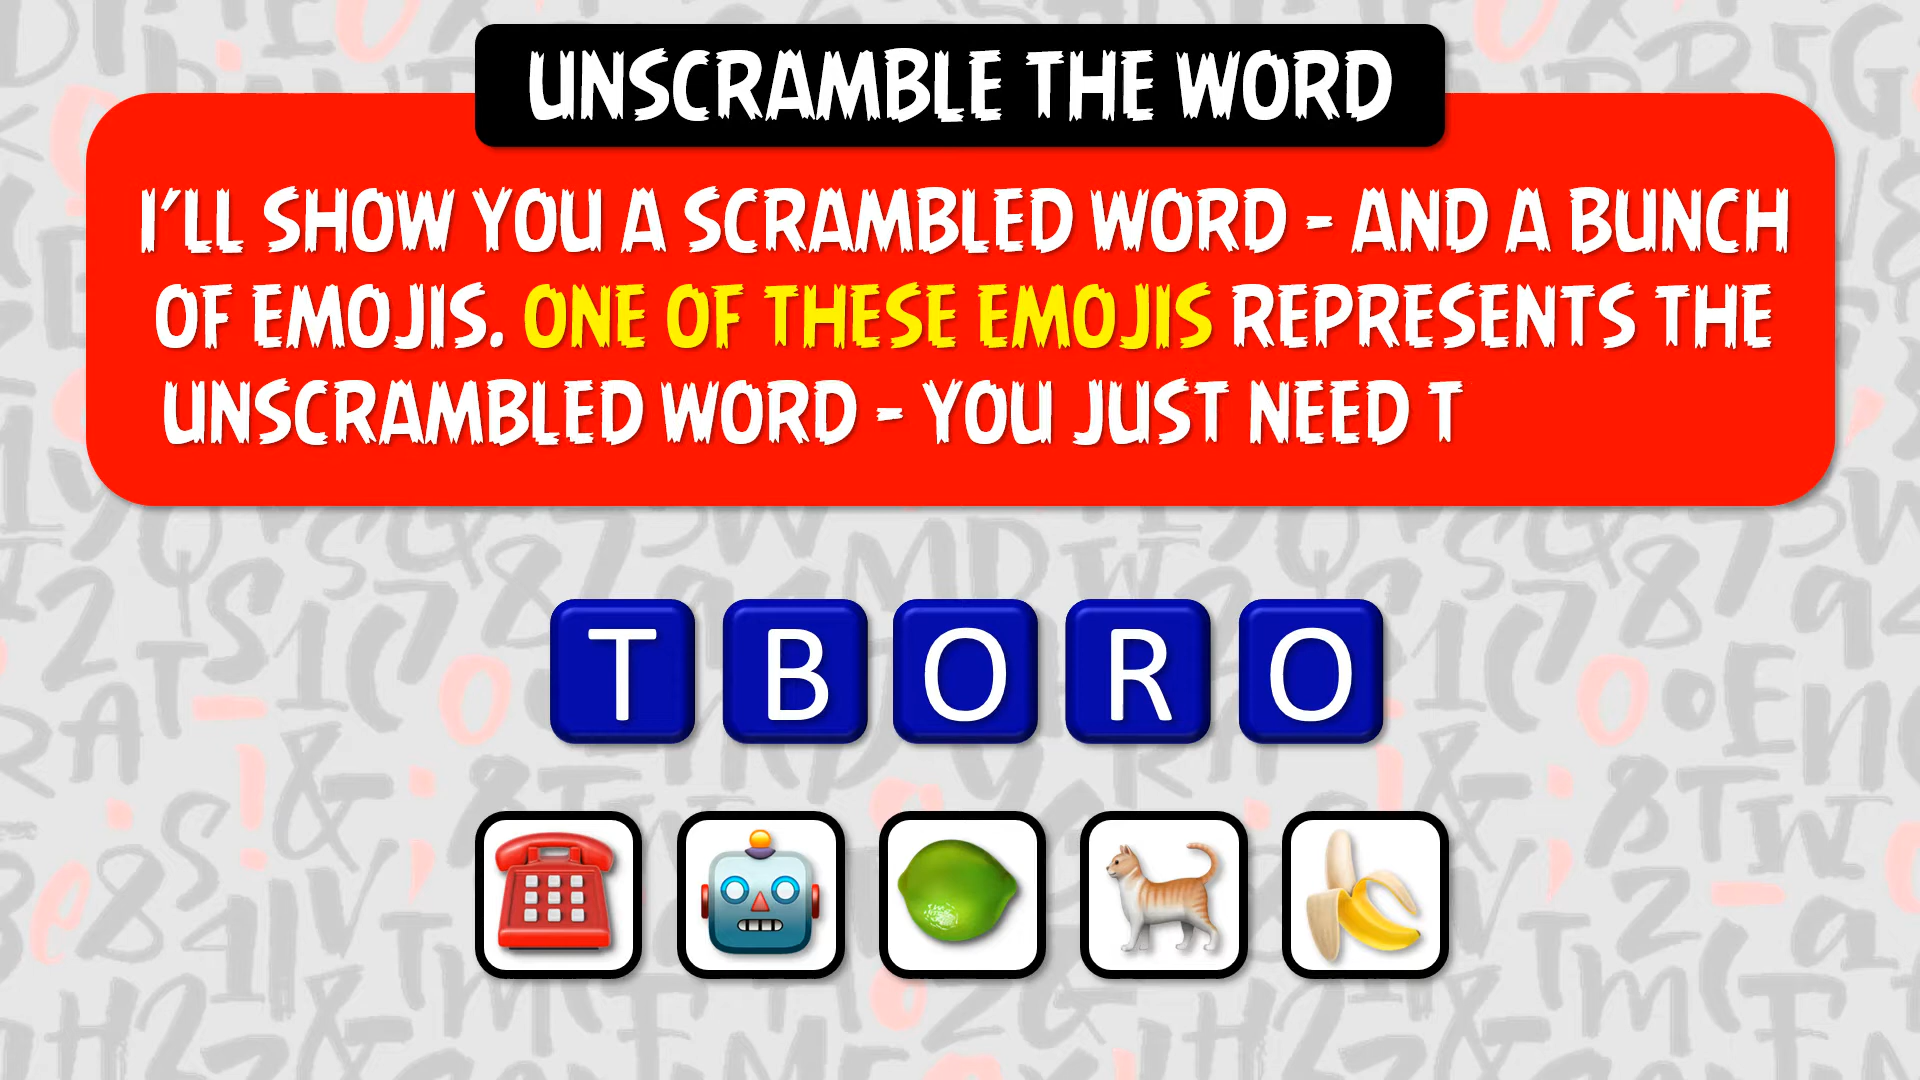 UNSCRAMBLE THE WORD
I'LL SHOW YOU A SCRAMBLED WORD - AND A BUNCH
OF EMOJIS. ONE OF THESE EMOJIS REPRESENTS THE
UNSCRAMBLED WORD - YOU JUST NEED T
T B O R O